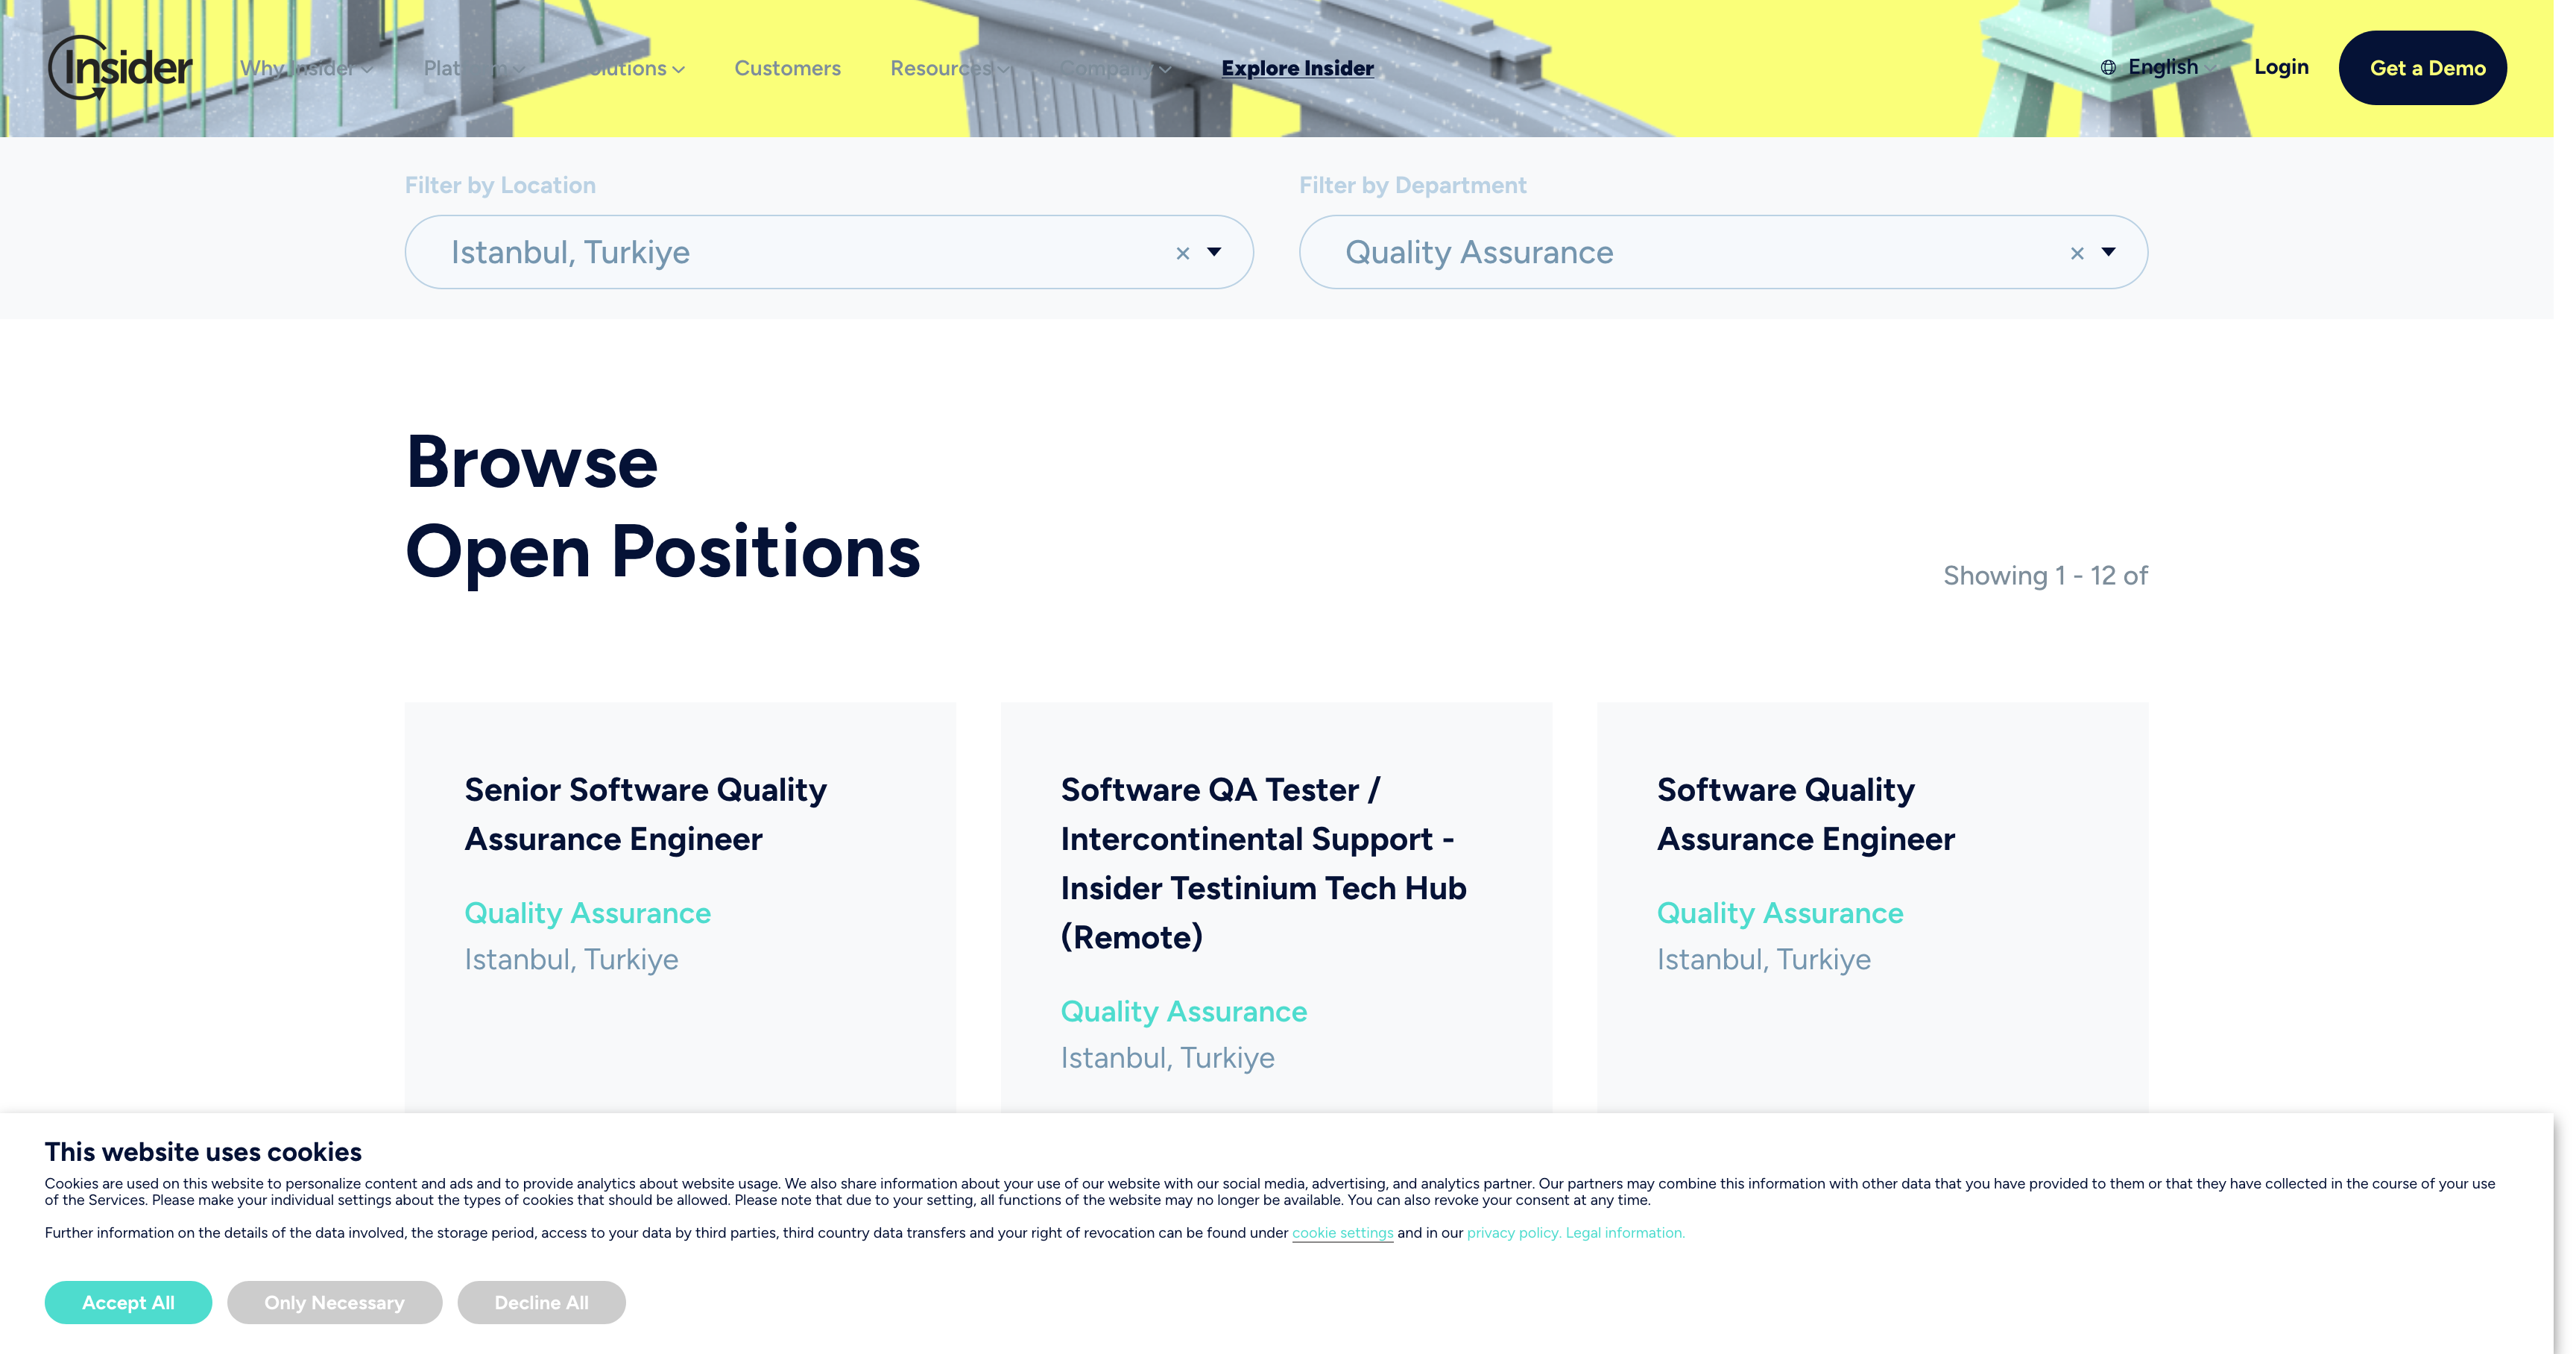 Insider
Why Insider
Platform
Solutions
Customers
Resources
Company
Explore Insider
English
Login
Get a Demo
Filter by Location
Filter by Department
Istanbul, Turkiye
×
Quality Assurance
×
Browse
Open Positions
Showing 1 - 12 of
Senior Software Quality
Assurance Engineer
Quality Assurance
Istanbul, Turkiye
Software QA Tester /
Intercontinental Support -
Insider Testinium Tech Hub
(Remote)
Quality Assurance
Istanbul, Turkiye
Software Quality
Assurance Engineer
Quality Assurance
Istanbul, Turkiye
This website uses cookies
Cookies are used on this website to personalize content and ads and to provide analytics about website usage. We also share information about your use of our website with our social media, advertising, and analytics partner. Our partners may combine this information with other data that you have provided to them or that they have collected in the course of your use
of the Services. Please make your individual settings about the types of cookies that should be allowed. Please note that due to your setting, all functions of the website may no longer be available. You can also revoke your consent at any time.
Further information on the details of the data involved, the storage period, access to your data by third parties, third country data transfers and your right of revocation can be found under cookie settings and in our privacy policy. Legal information.
Accept All
Only Necessary
Decline All